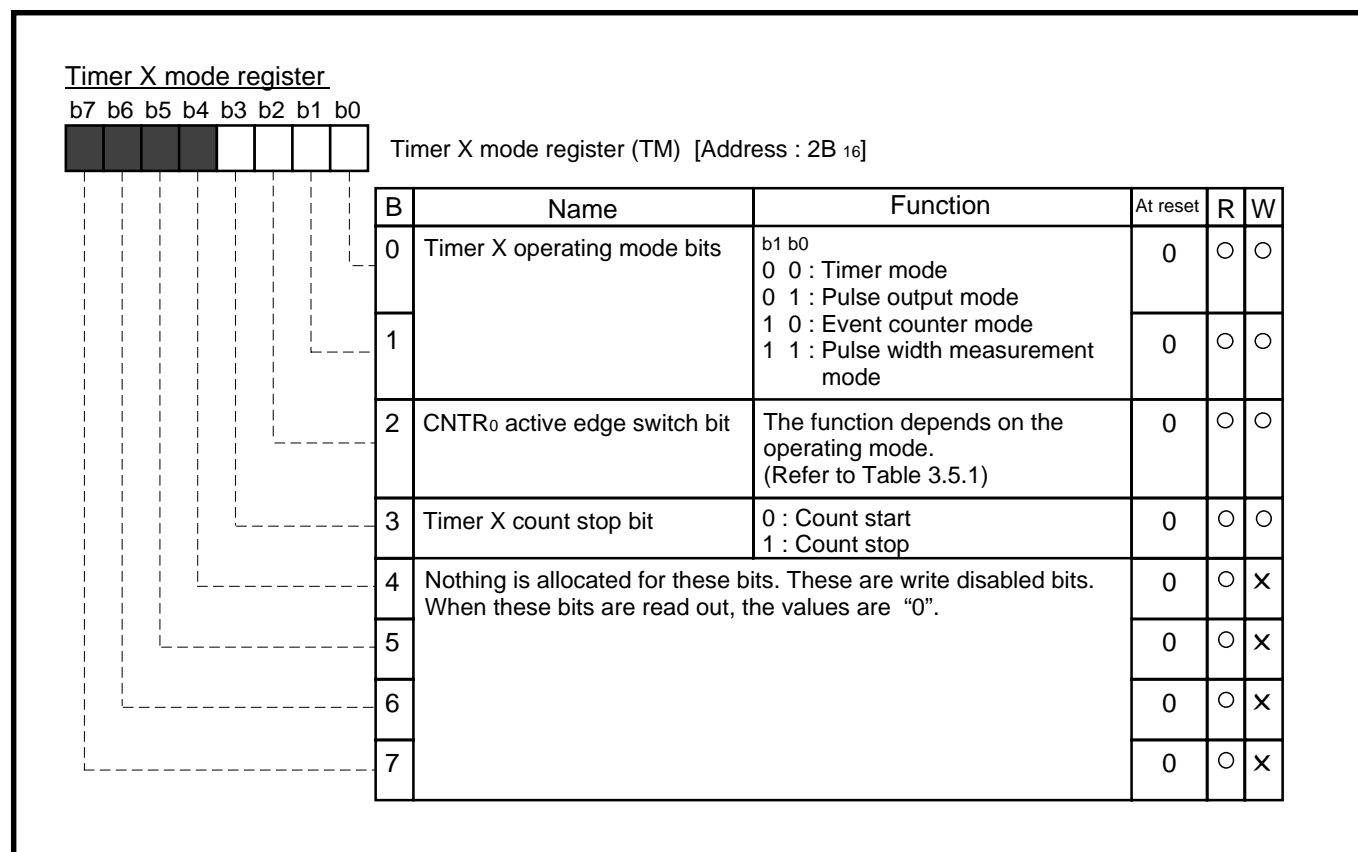 Timer X mode register
b7 b6 b5 b4 b3 b2 b1 b0
Timer X mode register (TM) [Address : 2B 16]
B Name Function At reset R W
0 Timer X operating mode bits b1 b0 0 ○ ○
0 0 : Timer mode
0 1 : Pulse output mode
1 0 : Event counter mode
1 1 1 : Pulse width measurement 0 ○ ○
mode
2 CNTR0 active edge switch bit The function depends on the 0 ○ ○
operating mode.
(Refer to Table 3.5.1)
3 Timer X count stop bit 0 : Count start 0 ○ ○
1 : Count stop
4 Nothing is allocated for these bits. These are write disabled bits. 0 ○ ×
When these bits are read out, the values are “0”.
5 0 ○ ×
6 0 ○ ×
7 0 ○ ×